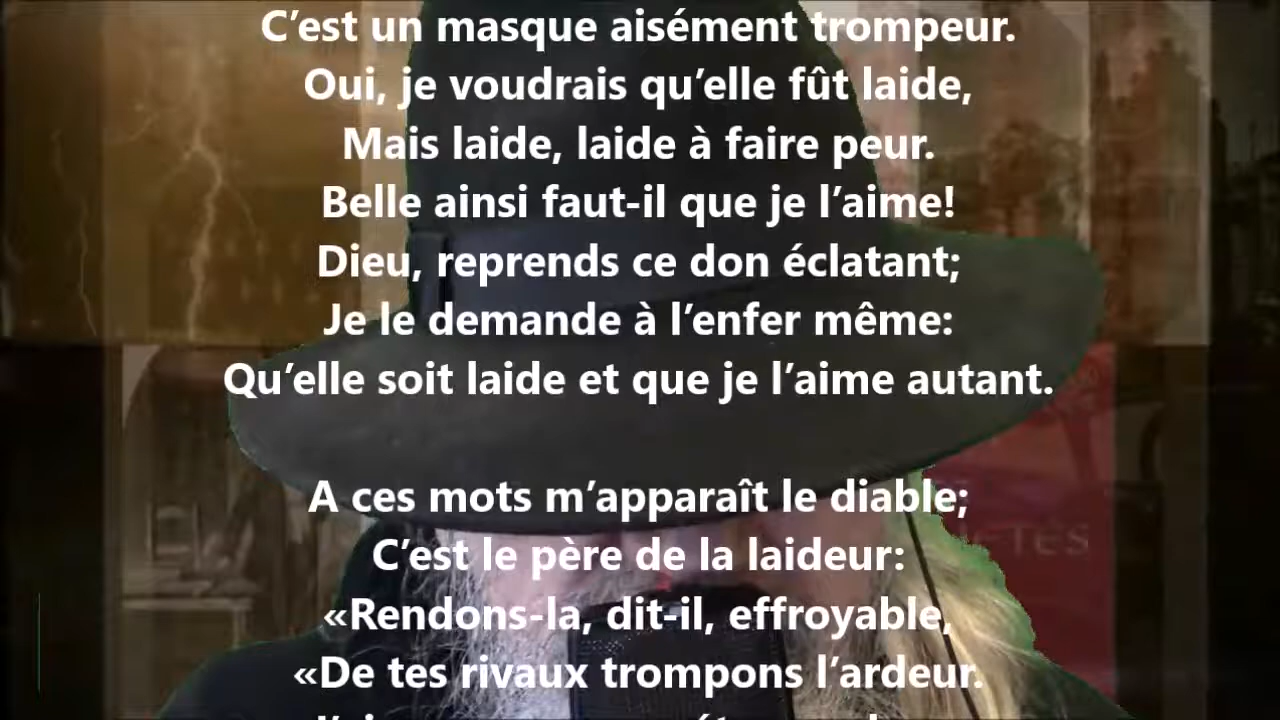 C’est un masque aisément trompeur.
Oui, je voudrais qu’elle fût laide,
Mais laide, laide à faire peur.
Belle ainsi faut-il que je l’aime!
Dieu, reprends ce don éclatant;
Je le demande à l’enfer même:
Qu’elle soit laide et que je l’aime autant.
A ces mots m’apparaît le diable;
C’est le père de la laideur:
«Rendons-la, dit-il, effroyable,
«De tes rivaux trompons l’ardeur.